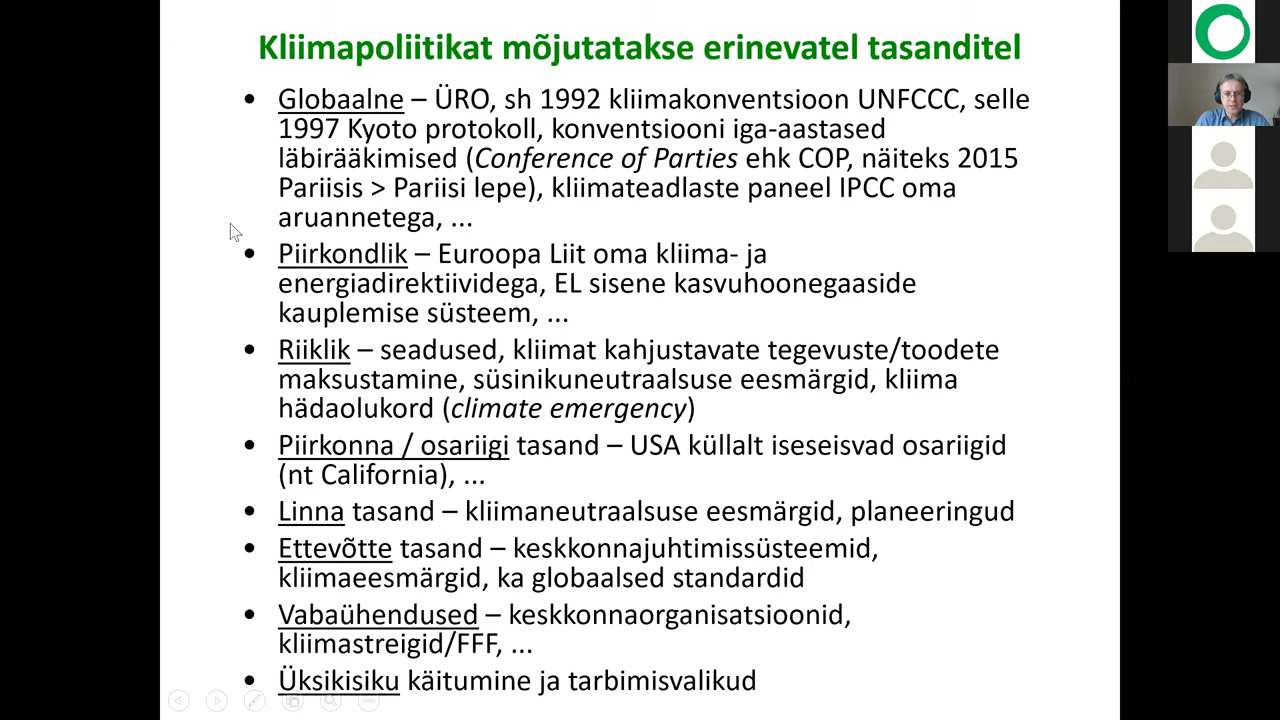 Kliimapoliitikat mõjutatakse erinevatel tasanditel
• Globaalne – ÜRO, sh 1992 kliimakonventsioon UNFCCC, selle
1997 Kyoto protokoll, konventsiooni iga-aastased
läbirääkimised (Conference of Parties ehk COP, näiteks 2015
Pariisis > Pariisi lepe), kliimateadlaste paneel IPCC oma
aruannetega, ...
• Piirkondlik – Euroopa Liit oma kliima- ja
energiadirektiividega, EL sisene kasvuhoonegaaside
kauplemise süsteem, ...
• Riiklik – seadused, kliimat kahjustavate tegevuste/toodete
maksustamine, süsinikuneutraalsuse eesmärgid, kliima
hädaolukord (climate emergency)
• Piirkonna / osariigi tasand – USA küllalt iseseisvad osariigid
(nt California), ...
• Linna tasand – kliimaneutraalsuse eesmärgid, planeeringud
• Ettevõtte tasand – keskkonnajuhtimissüsteemid,
kliimaeesmärgid, ka globaalsed standardid
• Vabaühendused – keskkonnaorganisatsioonid,
kliimastreigid/FFF, ...
• Üksikisiku käitumine ja tarbimisvalikud